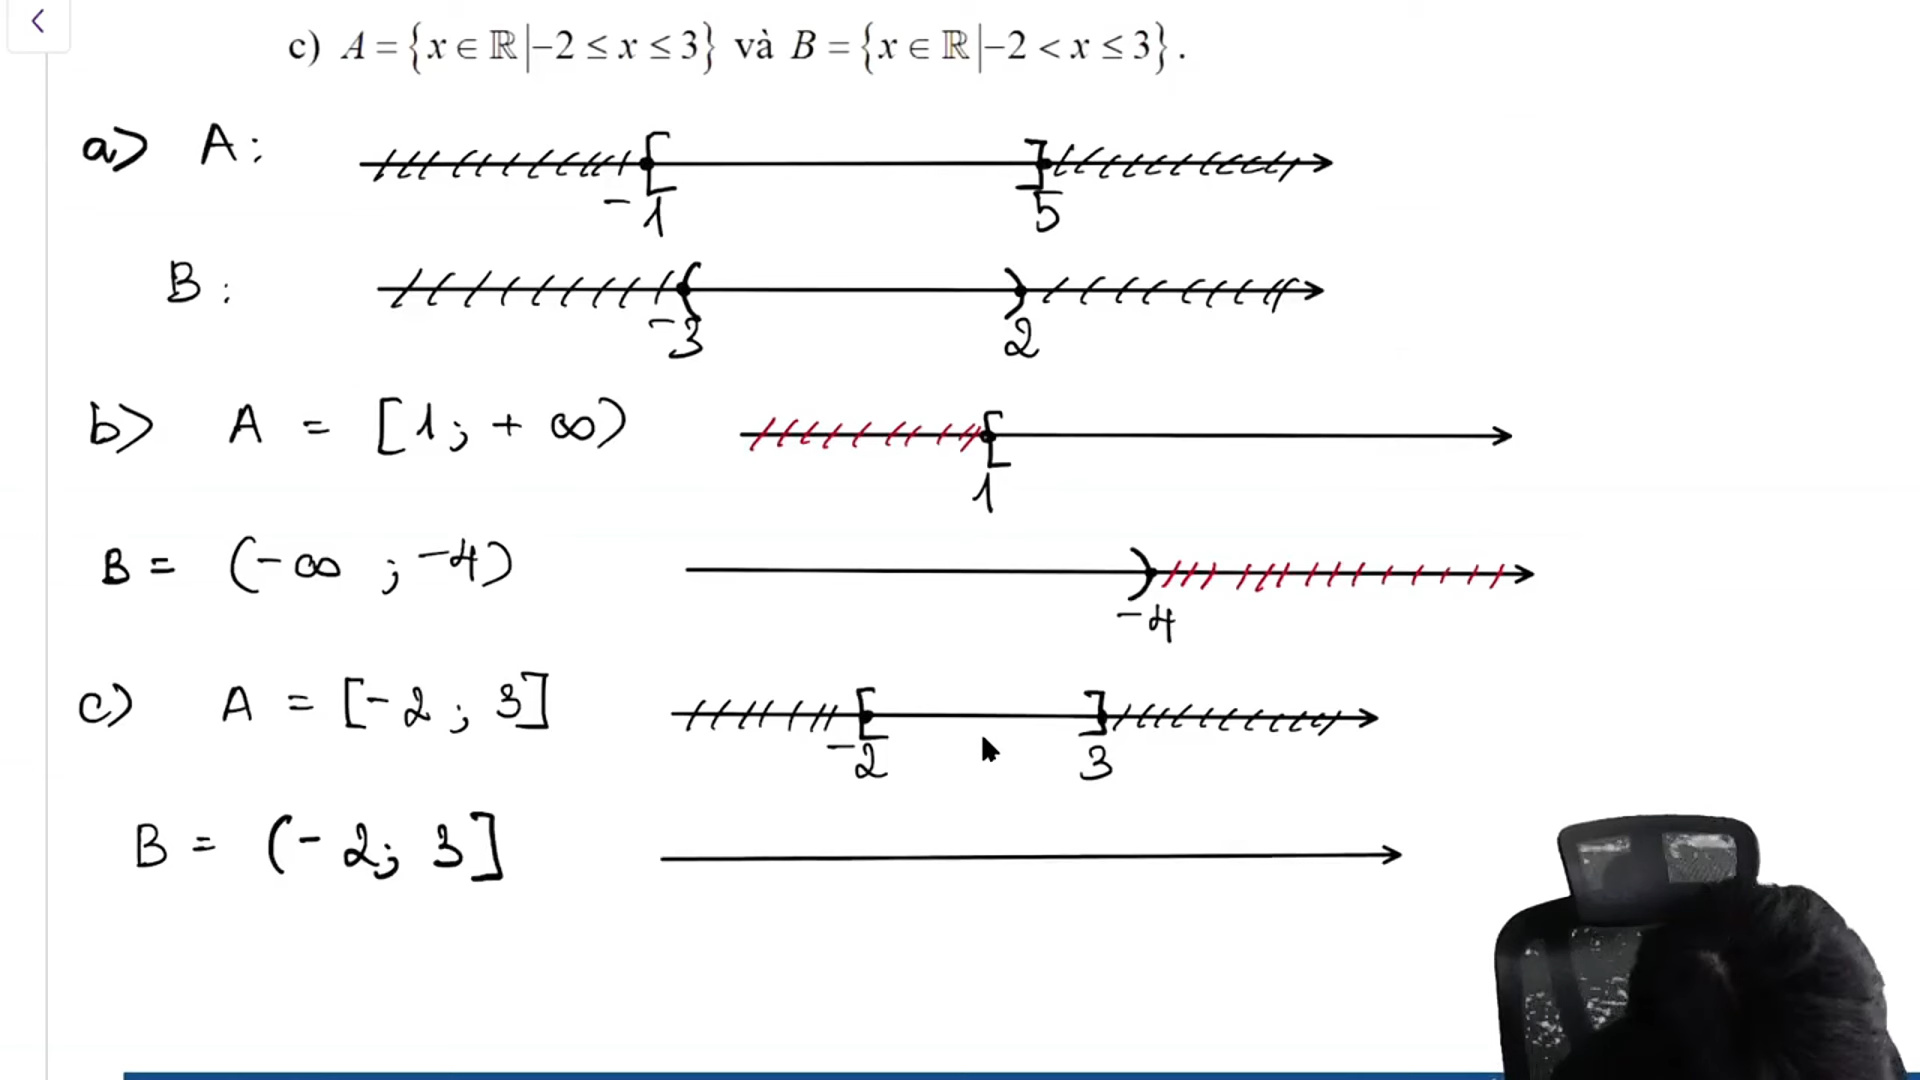 c) A = {x ∈ ℝ |−2 ≤ x ≤ 3} và B = {x ∈ ℝ |−2 < x ≤ 3}.
a) A:
[ ]
-1 5
B:
( )
-3 2
b) A = [1; + ∞)
[
1
B = (-∞ ; -4)
)
-4
c) A = [-2; 3]
[ ]
-2 3
B = (-2; 3]